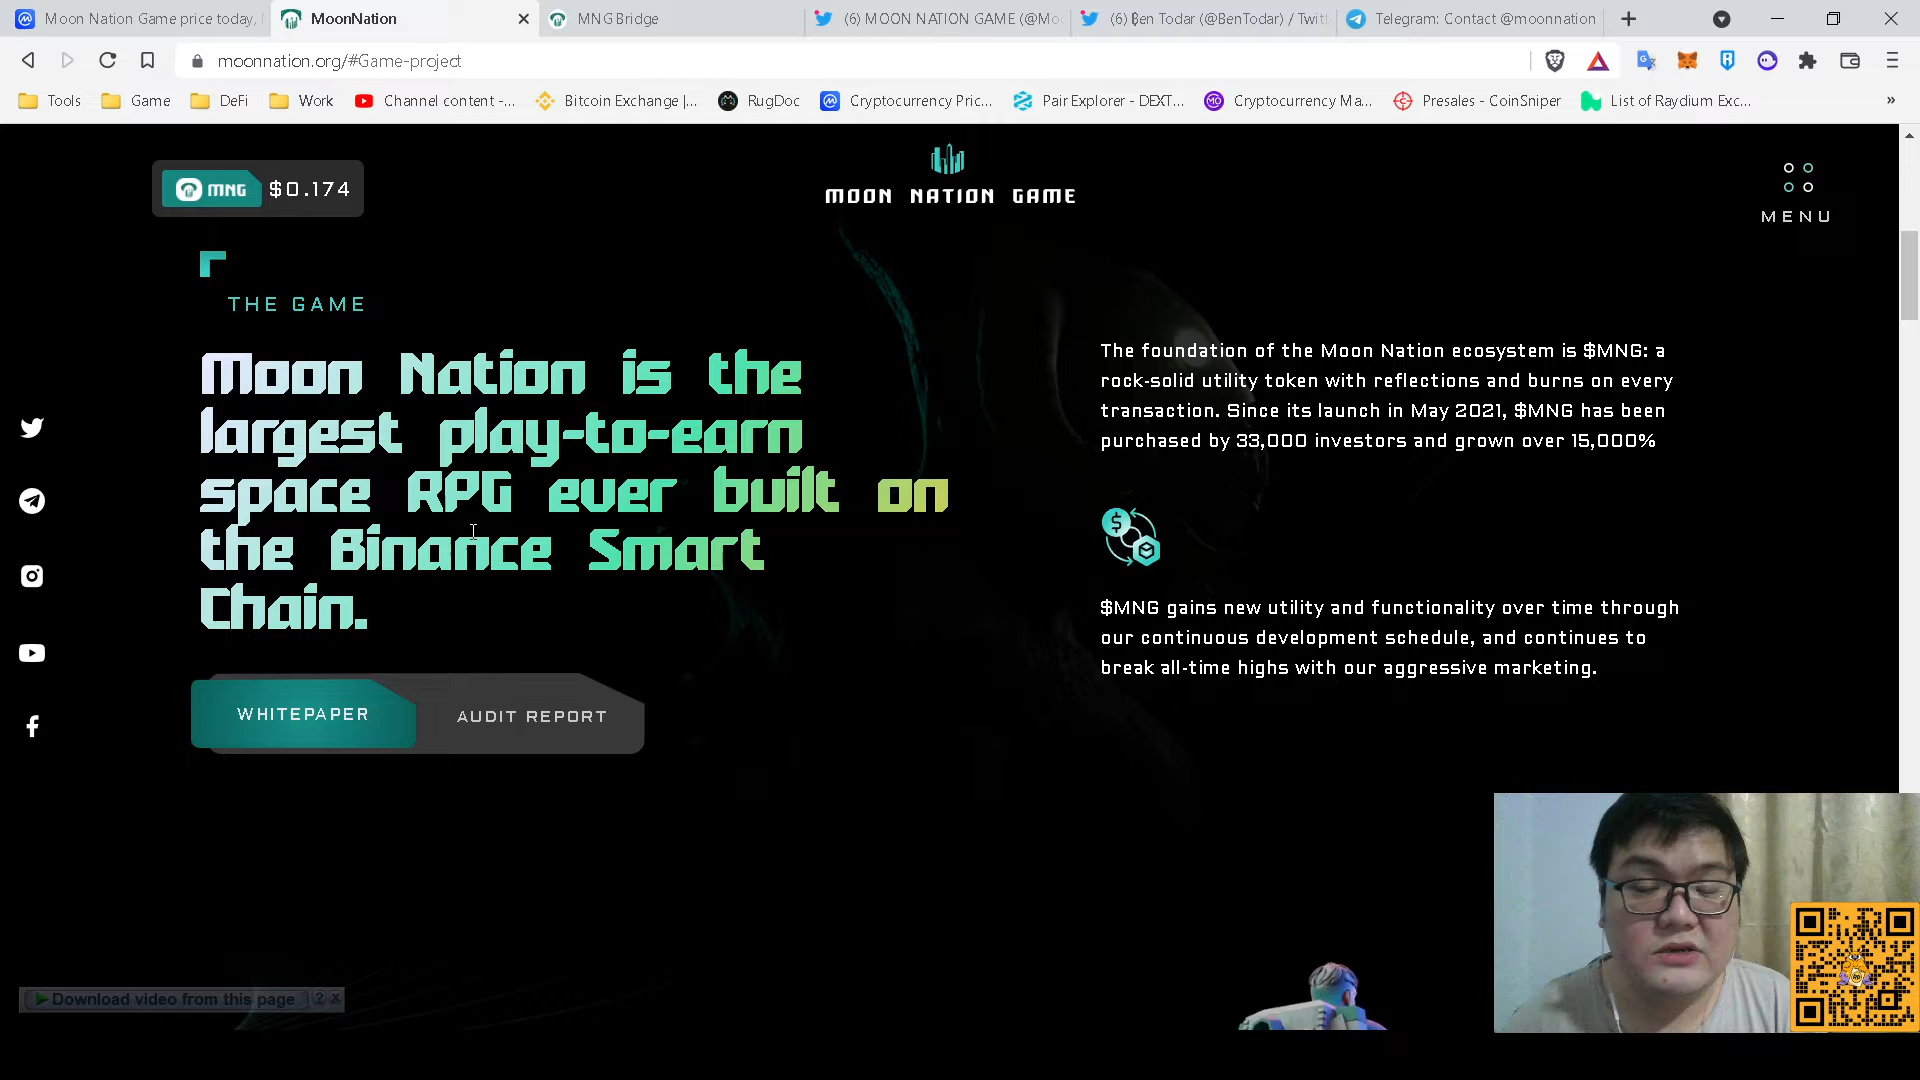 Moon Nation Game price today,
MoonNation
MNG Bridge
(6) MOON NATION GAME (@Mo
(6) Ben Todar (@BenTodar) / Twitt
Telegram: Contact @moonnation
moonnation.org/#Game-project
Tools
Game
DeFi
Work
Channel content -...
Bitcoin Exchange |...
RugDoc
Cryptocurrency Pric...
Pair Explorer - DEXT...
Cryptocurrency Ma...
Presales - CoinSniper
List of Raydium Exc...
»
MNG $0.174
MOON NATION GAME
MENU
THE GAME
Moon Nation is the
largest play-to-earn
space RPG ever built on
the Binance Smart
Chain.
WHITEPAPER
AUDIT REPORT
The foundation of the Moon Nation ecosystem is $MNG: a
rock-solid utility token with reflections and burns on every
transaction. Since its launch in May 2021, $MNG has been
purchased by 33,000 investors and grown over 15,000%
$MNG gains new utility and functionality over time through
our continuous development schedule, and continues to
break all-time highs with our aggressive marketing.
Download video from this page ? x